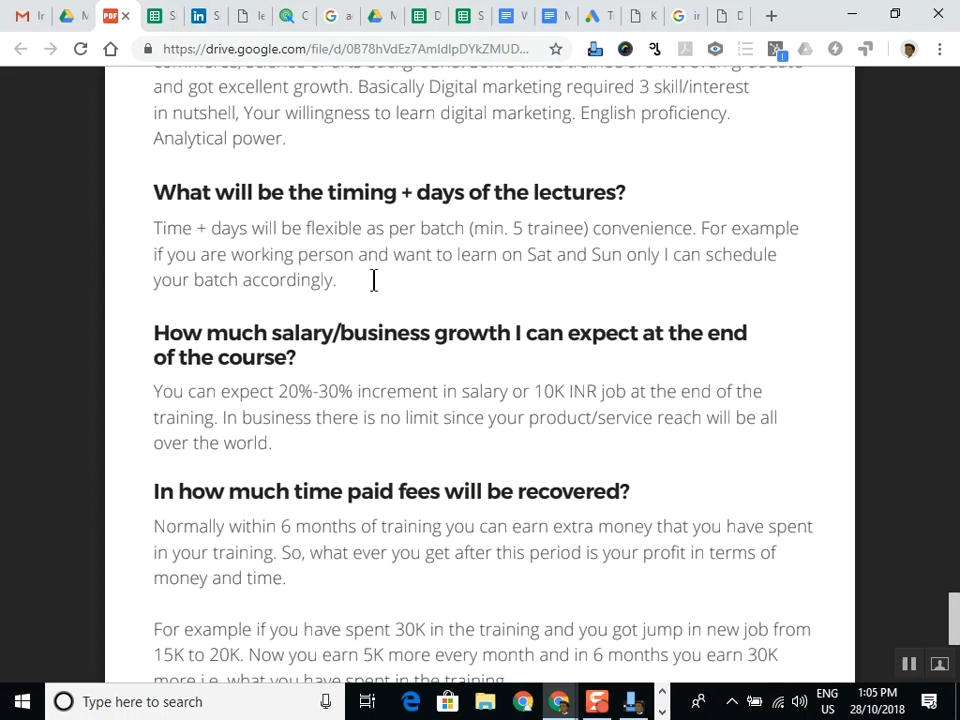 https://drive.google.com/file/d/0B78hVdEz7AmIdlpDYkZMUD...
and got excellent growth. Basically Digital marketing required 3 skill/interest
in nutshell, Your willingness to learn digital marketing. English proficiency.
Analytical power.
What will be the timing + days of the lectures?
Time + days will be flexible as per batch (min. 5 trainee) convenience. For example
if you are working person and want to learn on Sat and Sun only I can schedule
your batch accordingly.
How much salary/business growth I can expect at the end
of the course?
You can expect 20%-30% increment in salary or 10K INR job at the end of the
training. In business there is no limit since your product/service reach will be all
over the world.
In how much time paid fees will be recovered?
Normally within 6 months of training you can earn extra money that you have spent
in your training. So, what ever you get after this period is your profit in terms of
money and time.
For example if you have spent 30K in the training and you got jump in new job from
15K to 20K. Now you earn 5K more every month and in 6 months you earn 30K
more i.e. what you have spent in the training.
Type here to search
ENG
US
1:05 PM
28/10/2018